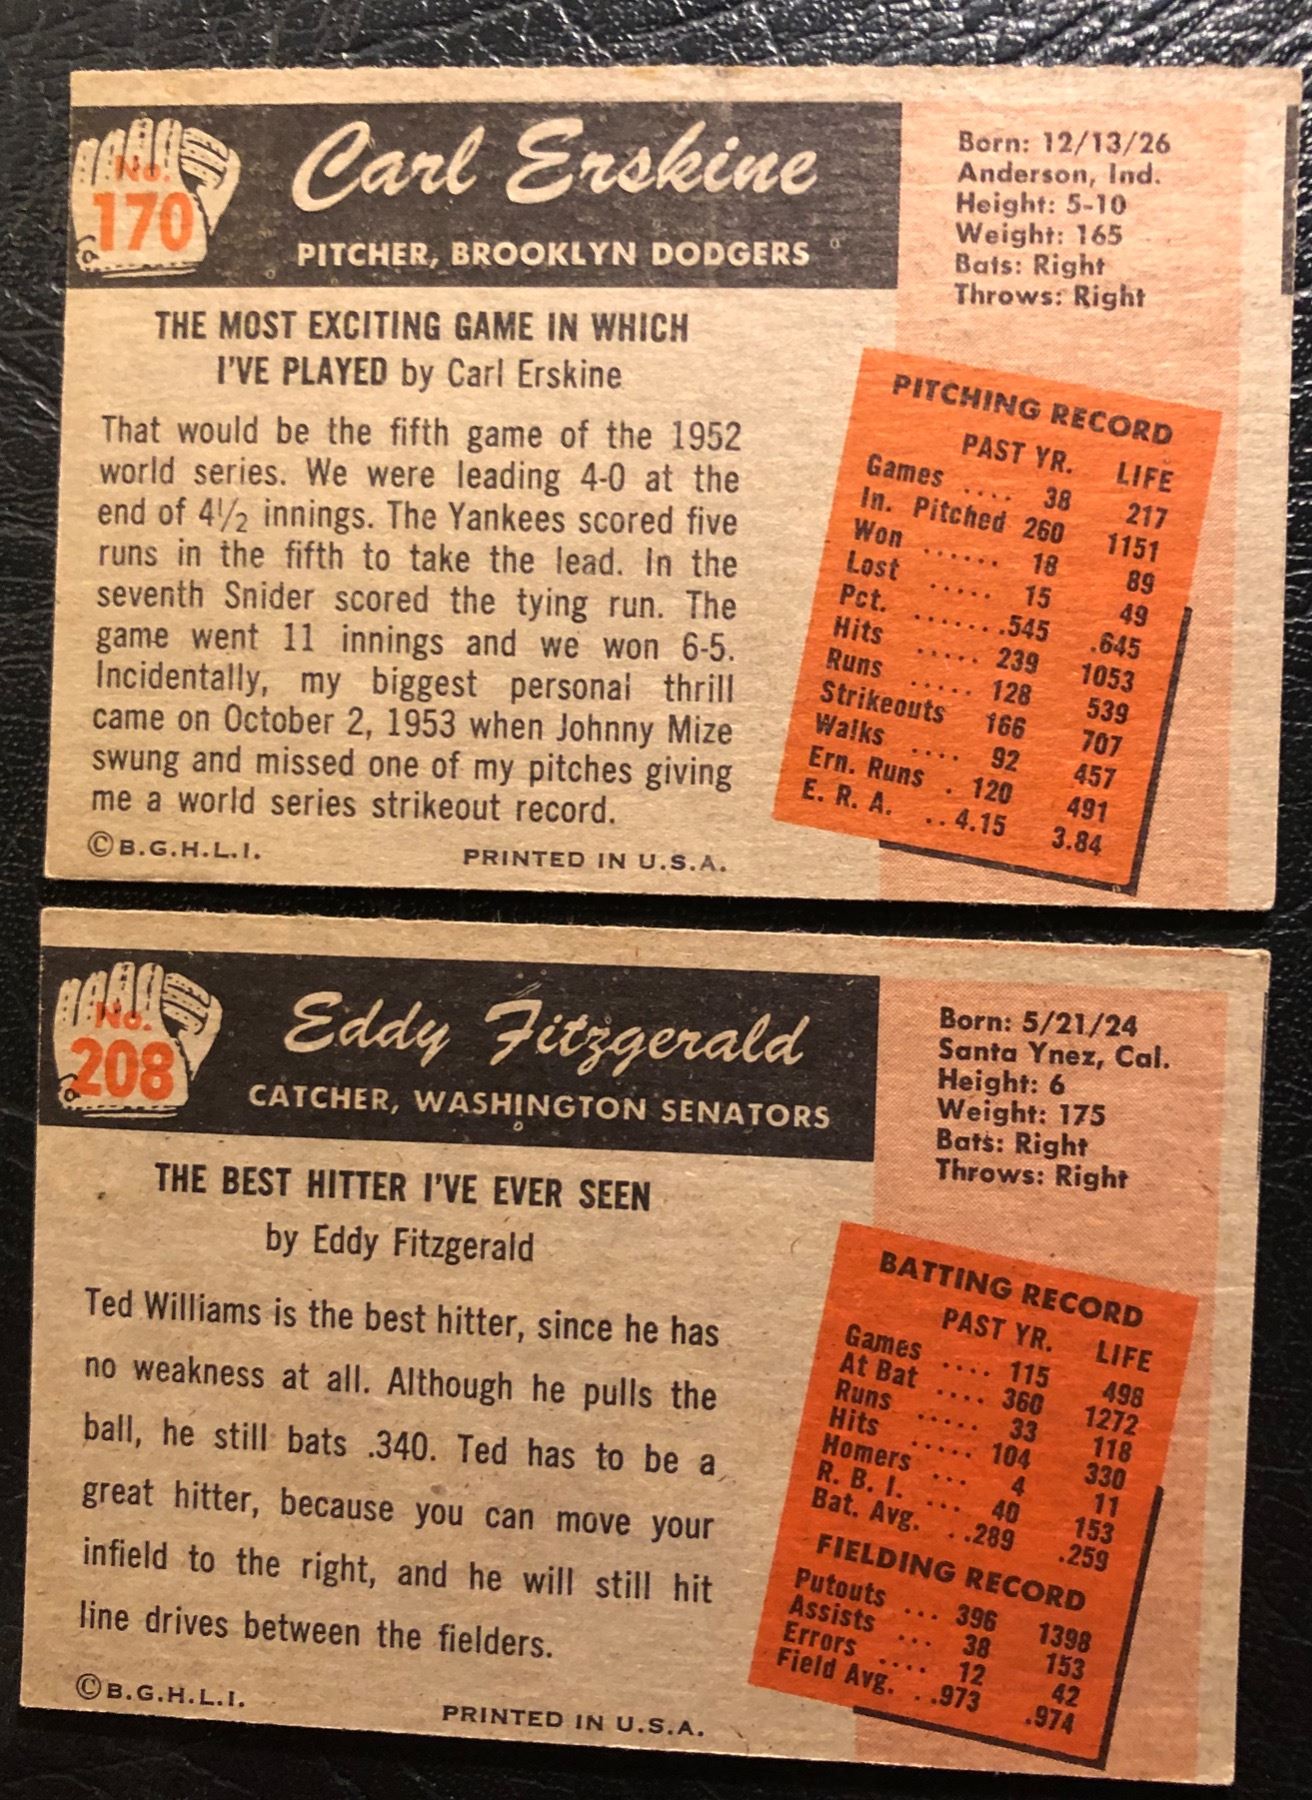 No.
170
Carl Erskine
PITCHER, BROOKLYN DODGERS
Born: 12/13/26
Anderson, Ind.
Height: 5-10
Weight: 165
Bats: Right
Throws: Right
THE MOST EXCITING GAME IN WHICH
I'VE PLAYED by Carl Erskine
That would be the fifth game of the 1952
world series. We were leading 4-0 at the
end of 4½ innings. The Yankees scored five
runs in the fifth to take the lead. In the
seventh Snider scored the tying run. The
game went 11 innings and we won 6-5.
Incidentally, my biggest personal thrill
came on October 2, 1953 when Johnny Mize
swung and missed one of my pitches giving
me a world series strikeout record.
©B.G.H.L.I. PRINTED IN U.S.A.
PITCHING RECORD
PAST YR. LIFE
Games .... 38 217
In. Pitched 260 1151
Won ...... 18 89
Lost ..... 15 49
Pct. .......545 .645
Hits ..... 239 1053
Runs ..... 128 539
Strikeouts 166 707
Walks .... 92 457
Ern. Runs . 120 491
E. R. A. .. 4.15 3.84
No.
208
Eddy Fitzgerald
CATCHER, WASHINGTON SENATORS
Born: 5/21/24
Santa Ynez, Cal.
Height: 6
Weight: 175
Bats: Right
Throws: Right
THE BEST HITTER I'VE EVER SEEN
by Eddy Fitzgerald
Ted Williams is the best hitter, since he has
no weakness at all. Although he pulls the
ball, he still bats .340. Ted has to be a
great hitter, because you can move your
infield to the right, and he will still hit
line drives between the fielders.
©B.G.H.L.I. PRINTED IN U.S.A.
BATTING RECORD
PAST YR. LIFE
Games .... 115 498
At Bat .... 360 1272
Runs ..... 33 118
Hits ..... 104 330
Homers ... 4 11
R. B. I. ... 40 153
Bat. Avg. . .289 .259
FIELDING RECORD
Putouts ... 396 1398
Assists ... 38 153
Errors .... 12 42
Field Avg. . .973 .974